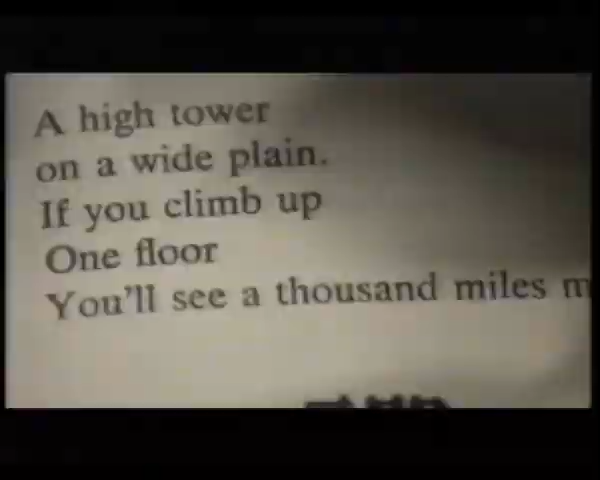 A high tower
on a wide plain.
If you climb up
One floor
You'll see a thousand miles